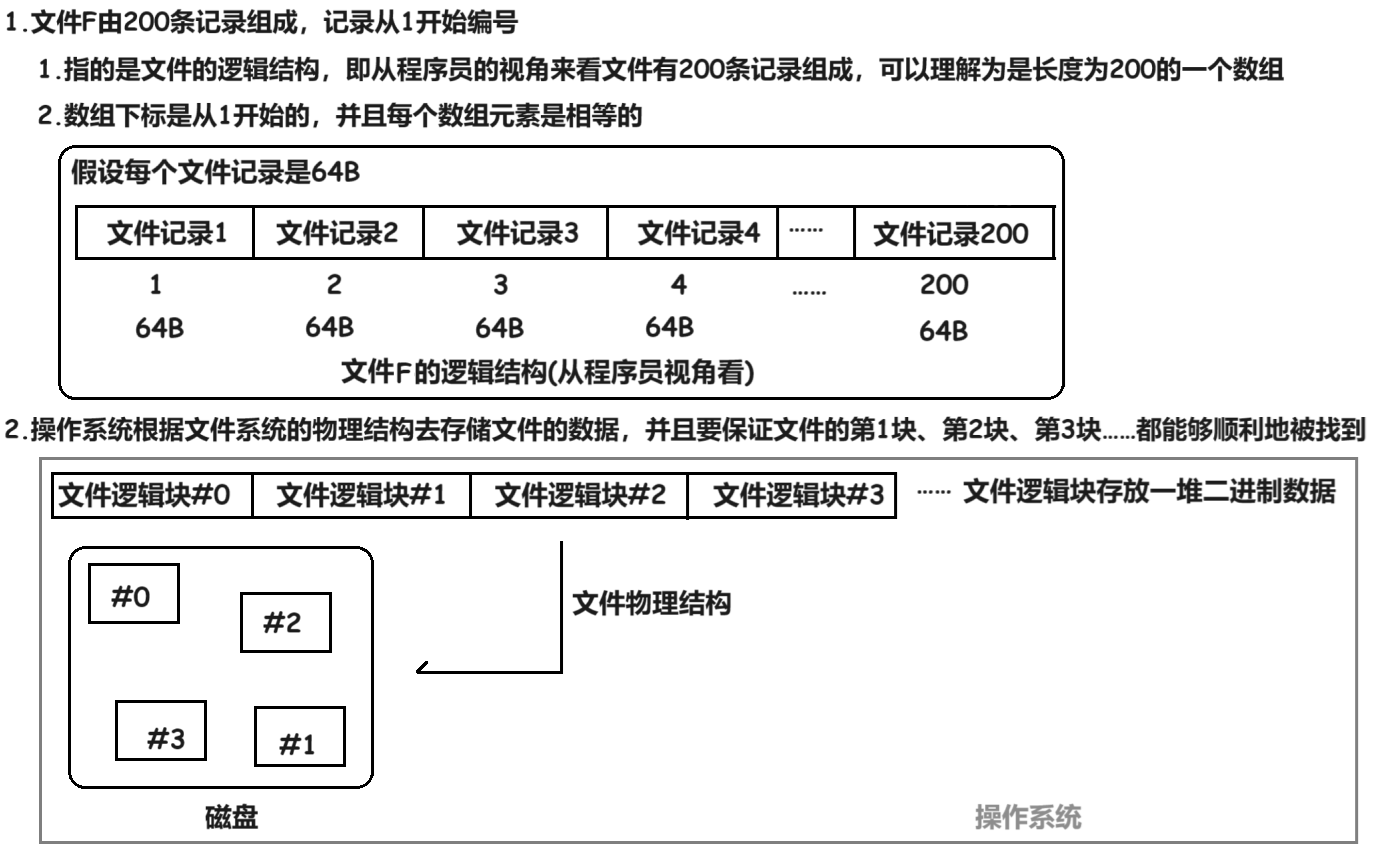 1.文件F由200条记录组成，记录从1开始编号
1.指的是文件的逻辑结构，即从程序员的视角来看文件有200条记录组成，可以理解为是长度为200的一个数组
2.数组下标是从1开始的，并且每个数组元素是相等的
假设每个文件记录是64B
文件记录1 文件记录2 文件记录3 文件记录4 …… 文件记录200
1 2 3 4 …… 200
64B 64B 64B 64B 64B
文件F的逻辑结构(从程序员视角看)
2.操作系统根据文件系统的物理结构去存储文件的数据，并且要保证文件的第1块、第2块、第3块……都能够顺利地被找到
文件逻辑块#0 文件逻辑块#1 文件逻辑块#2 文件逻辑块#3 …… 文件逻辑块存放一堆二进制数据
#0
#2
文件物理结构
#3
#1
磁盘
操作系统